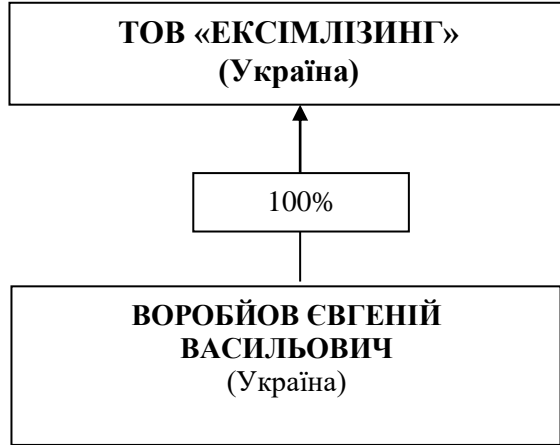 ТОВ «ЕКСІМЛІЗИНГ»
(Україна)
100%
ВОРОБЙОВ ЄВГЕНІЙ
ВАСИЛЬОВИЧ
(Україна)